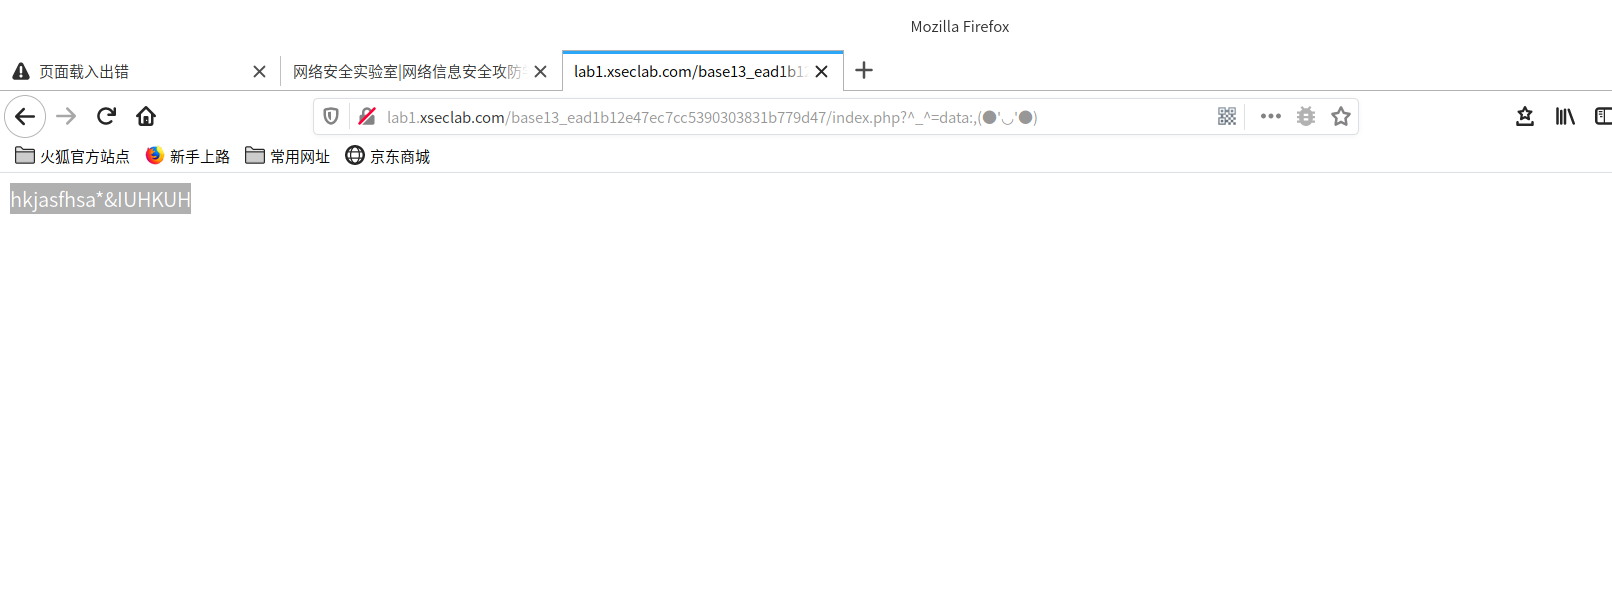 Mozilla Firefox
页面载入出错 网络安全实验室|网络信息安全攻防 lab1.xseclab.com/base13_ead1b12
lab1.xseclab.com/base13_ead1b12e47ec7cc5390303831b779d47/index.php?^_^=data:,(●'◡'●)
火狐官方站点 新手上路 常用网址 京东商城
hkjasfhsa*&IUHKUH